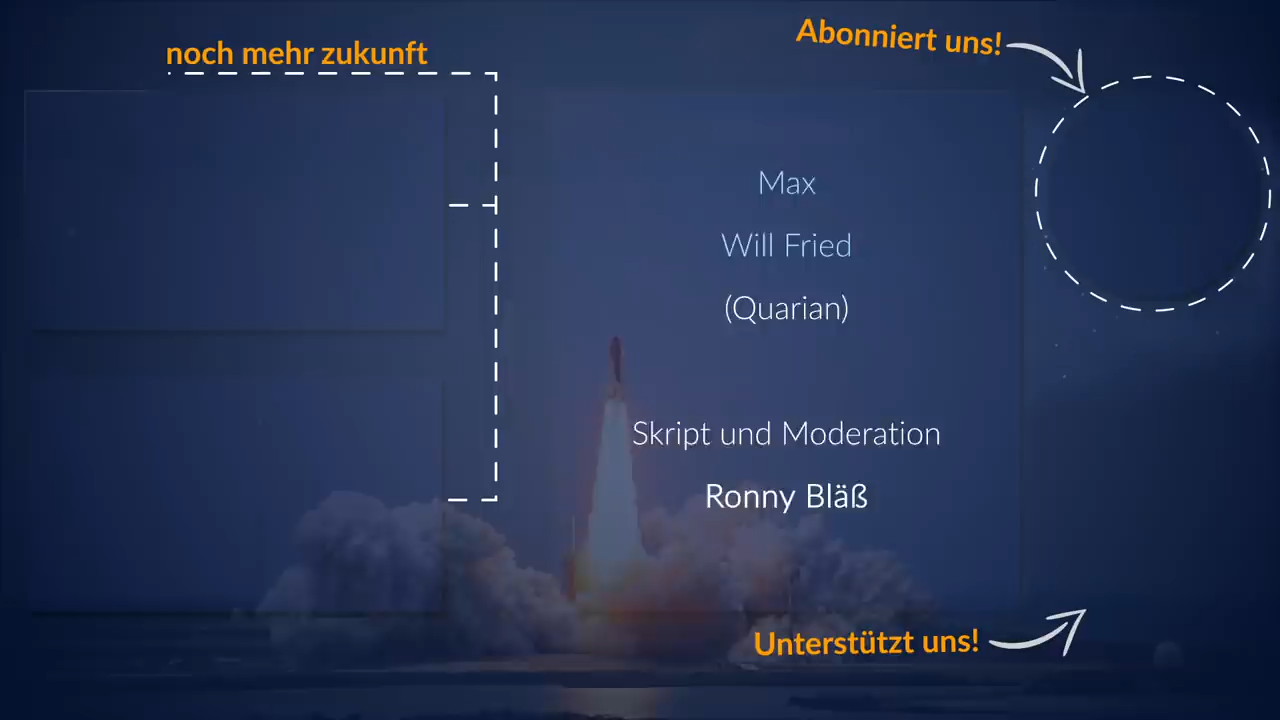 noch mehr zukunft
Abonniert uns!
Max
Will Fried
(Quarian)
Skript und Moderation
Ronny Bläß
Unterstützt uns!